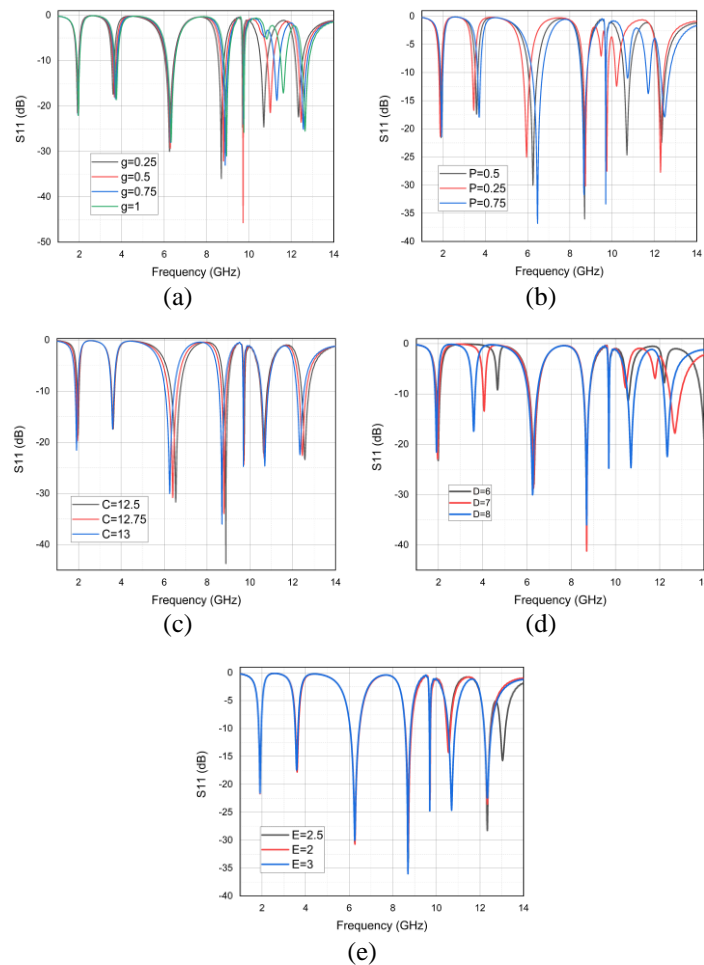 0
-10
-20
-30
-40
-50
S11 (dB)
g=0.25
g=0.5
g=0.75
g=1
2 4 6 8 10 12 14
Frequency (GHz)
(a)
0
-5
-10
-15
-20
-25
-30
-35
-40
S11 (dB)
P=0.5
P=0.25
P=0.75
2 4 6 8 10 12 14
Frequency (GHz)
(b)
0
-10
-20
-30
-40
S11 (dB)
C=12.5
C=12.75
C=13
2 4 6 8 10 12 14
Frequency (GHz)
(c)
0
-10
-20
-30
-40
S11 (dB)
D=6
D=7
D=8
2 4 6 8 10 12 14
Frequency (GHz)
(d)
0
-5
-10
-15
-20
-25
-30
-35
-40
S11 (dB)
E=2.5
E=2
E=3
2 4 6 8 10 12 14
Frequency (GHz)
(e)